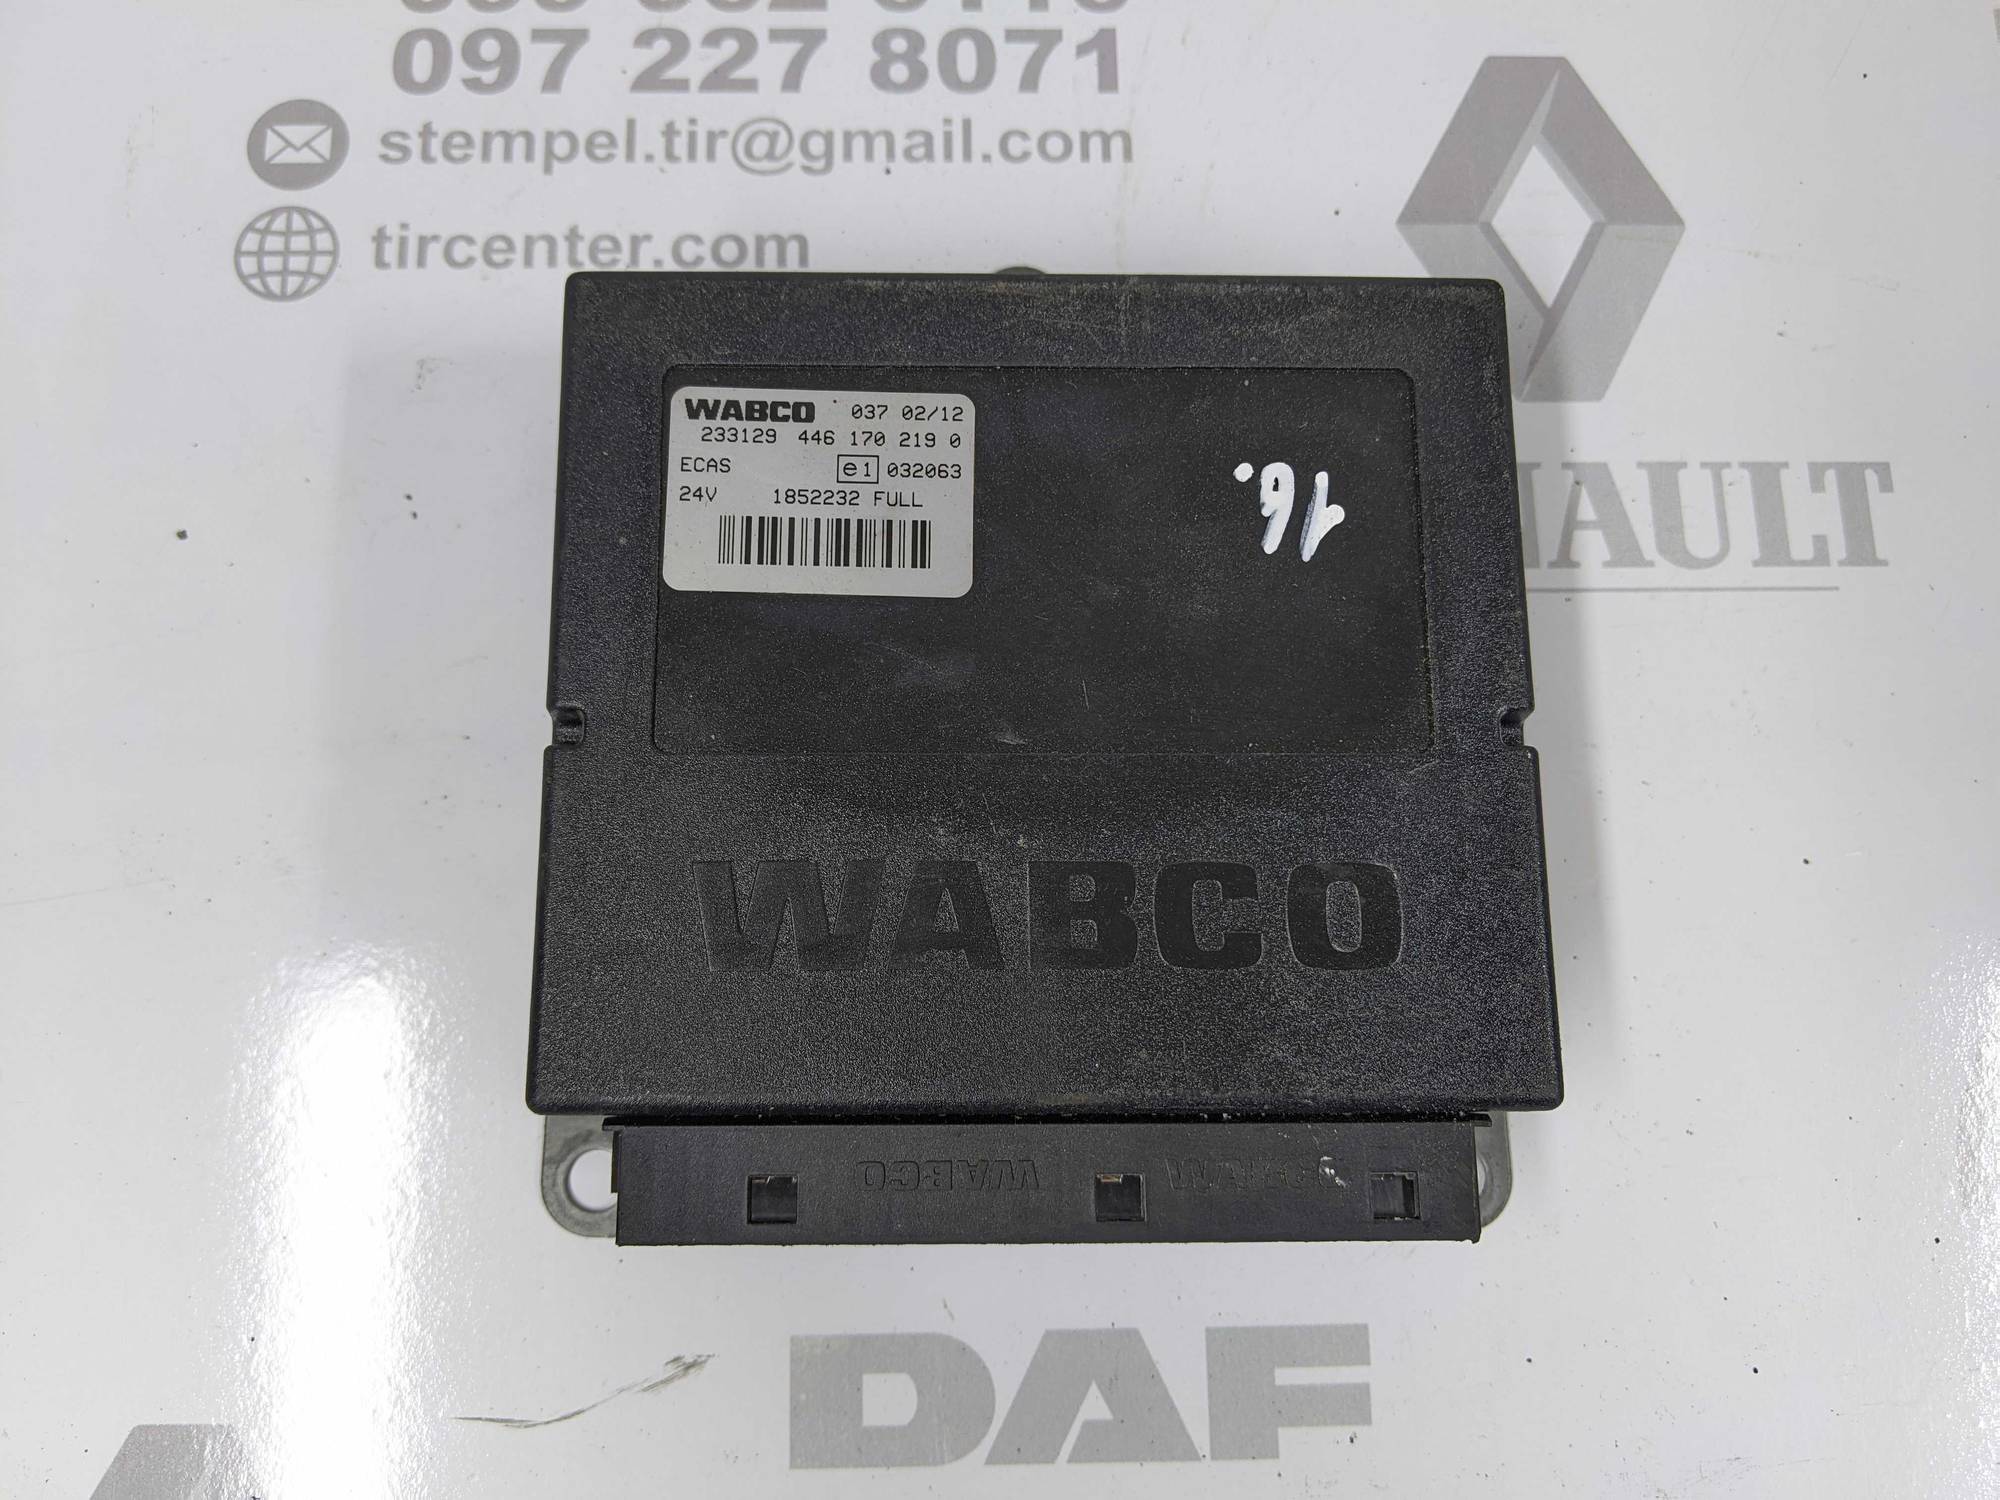 097 227 8071
stempel.tir@gmail.com
tircenter.com
WABCO 037 02/12
233129 446 170 219 0
ECAS e1 032063
24V 1852232 FULL
16.
WABCO
WABCO
DAF